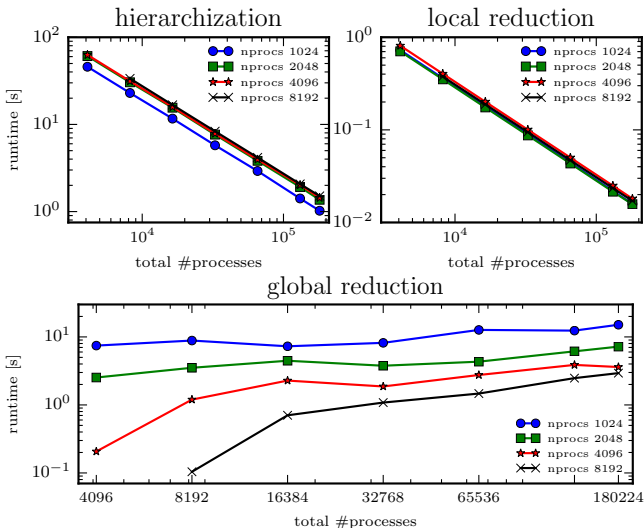 hierarchization
local reduction
runtime [s]
10^2
10^1
10^0
10^4
10^5
total #processes
nprocs 1024
nprocs 2048
nprocs 4096
nprocs 8192
10^0
10^-1
10^-2
10^4
10^5
total #processes
nprocs 1024
nprocs 2048
nprocs 4096
nprocs 8192
global reduction
runtime [s]
10^1
10^0
10^-1
4096
8192
16384
32768
65536
180224
total #processes
nprocs 1024
nprocs 2048
nprocs 4096
nprocs 8192